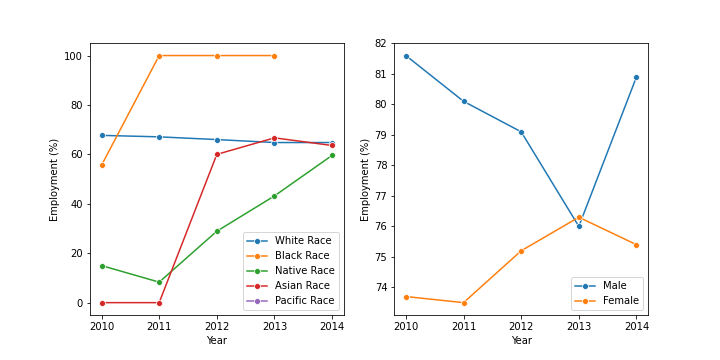 100
80
60
40
20
0
Employment (%)
2010 2011 2012 2013 2014
Year
White Race
Black Race
Native Race
Asian Race
Pacific Race
82
81
80
79
78
77
76
75
74
Employment (%)
2010 2011 2012 2013 2014
Year
Male
Female